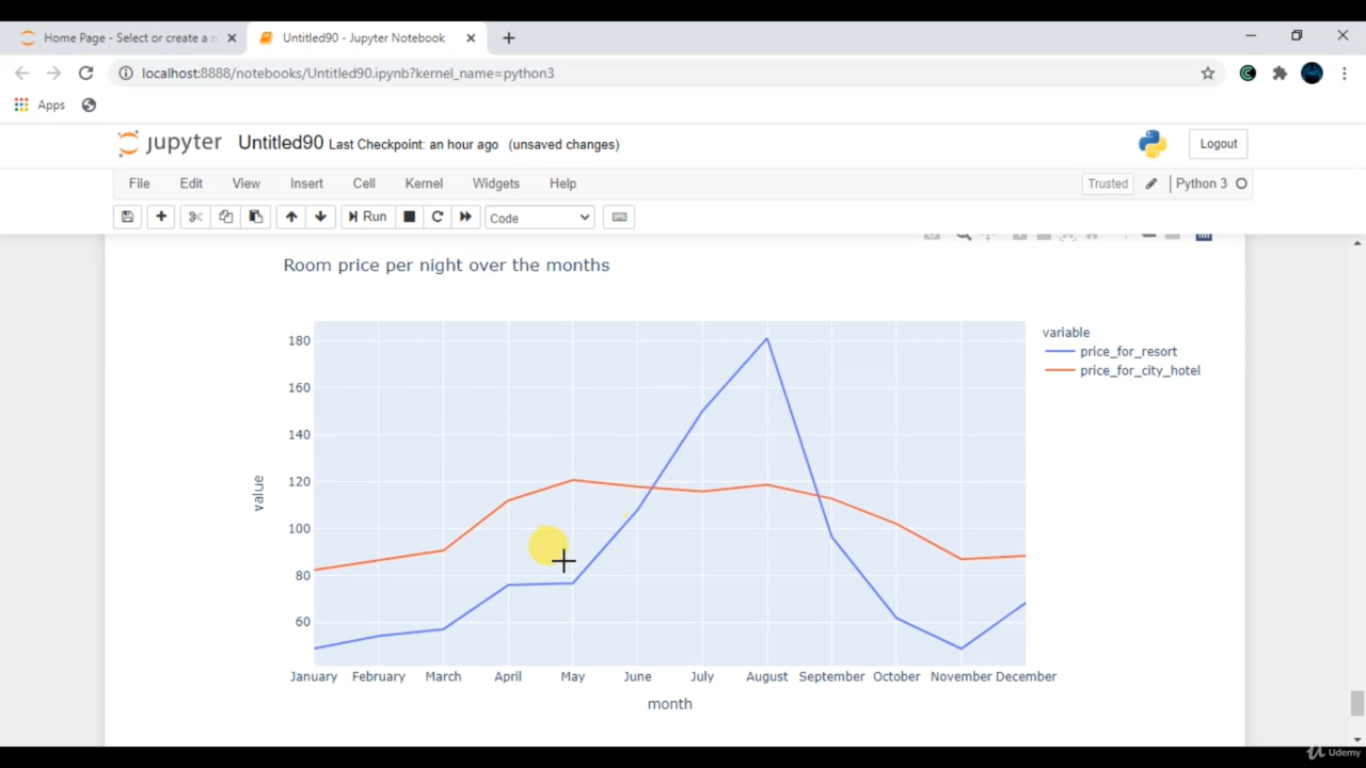 Home Page - Select or create a n
Untitled90 - Jupyter Notebook
localhost:8888/notebooks/Untitled90.ipynb?kernel_name=python3
Apps
jupyter Untitled90 Last Checkpoint: an hour ago (unsaved changes)
Logout
File Edit View Insert Cell Kernel Widgets Help
Trusted
Python 3
Run
Code
Room price per night over the months
variable
price_for_resort
price_for_city_hotel
180
160
140
120
100
80
60
value
January February March April May June July August September October November December
month
Udemy